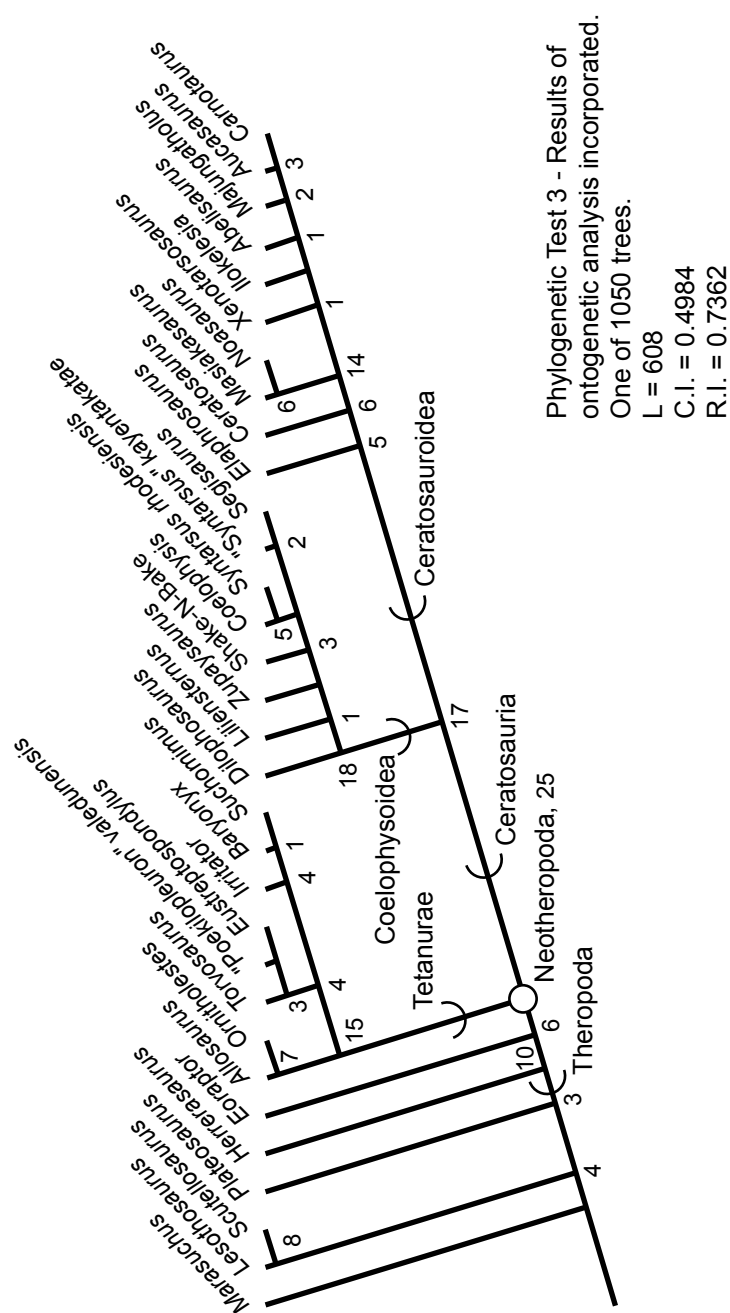 Marasuchus
Lesothosaurus
Scutellosaurus
Plateosaurus
Herrerasaurus
Eoraptor
Allosaurus
Ornitholestes
Torvosaurus
"Poekilopleuron" valedunensis
Eustreptospondylus
Irritator
Baryonyx
Suchomimus
Dilophosaurus
Liliensternus
Zupaysaurus
Shake-N-Bake
Coelophysis
Syntarsus rhodesiensis
"Syntarsus" kayentakatae
Segisaurus
Elaphrosaurus
Ceratosaurus
Masiakasaurus
Noasaurus
Xenotarsosaurus
Ilokelesia
Abelisaurus
Majungatholus
Aucasaurus
Carnotaurus
8
7
3
1
4
4
15
5
2
3
1
18
6
3
2
1
1
14
6
5
17
Tetanurae
Coelophysoidea
Ceratosauroidea
Ceratosauria
Neotheropoda, 25
6
10
Theropoda
3
4
Phylogenetic Test 3 - Results of
ontogenetic analysis incorporated.
One of 1050 trees.
L = 608
C.I. = 0.4984
R.I. = 0.7362